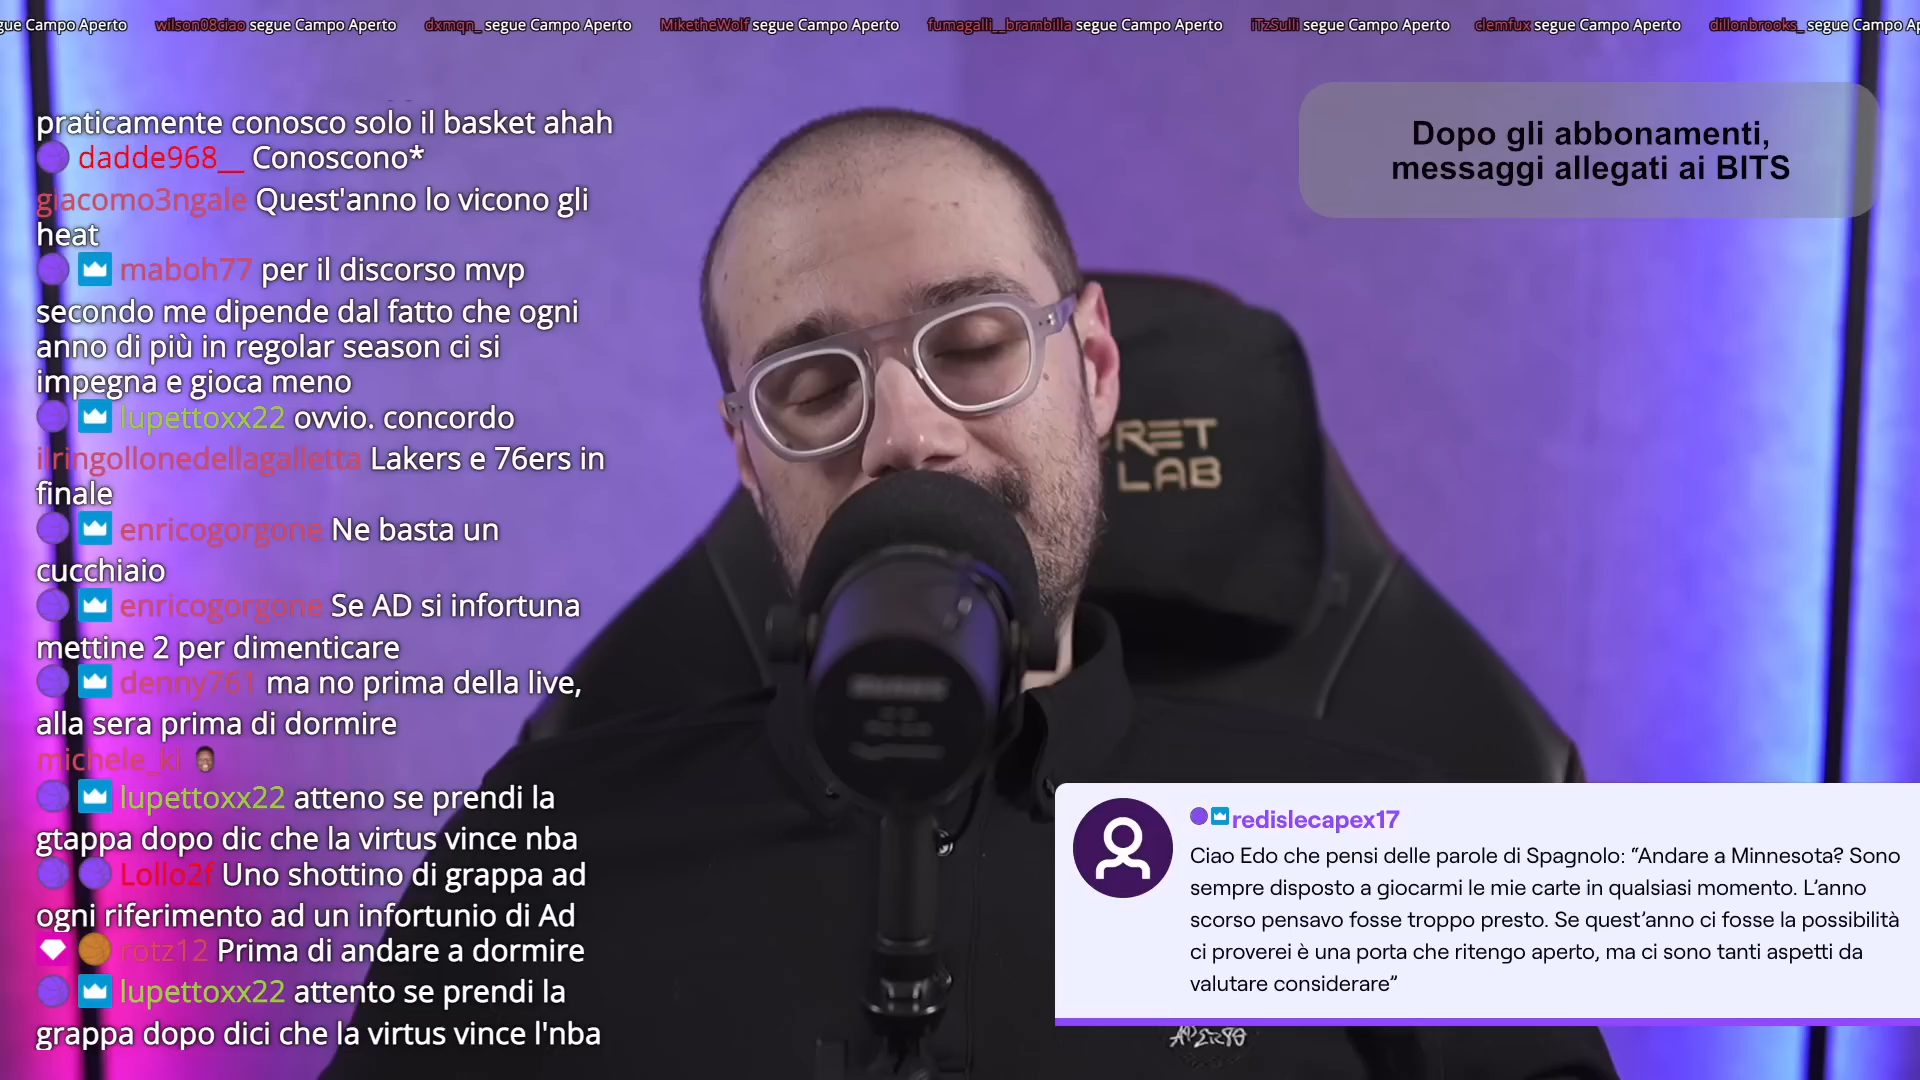 gue Campo Aperto wilson08ciao segue Campo Aperto dxmqn_ segue Campo Aperto MiketheWolf segue Campo Aperto fumagalli__brambilla segue Campo Aperto iTzSulli segue Campo Aperto clemfux segue Campo Aperto dillonbrooks_ segue Campo Ap
praticamente conosco solo il basket ahah
dadde968__ Conoscono*
giacomo3ngale Quest'anno lo vicono gli
heat
maboh77 per il discorso mvp
secondo me dipende dal fatto che ogni
anno di più in regolar season ci si
impegna e gioca meno
lupettoxx22 ovvio. concordo
ilringollonedellagalletta Lakers e 76ers in
finale
enricogorgone Ne basta un
cucchiaio
enricogorgone Se AD si infortuna
mettine 2 per dimenticare
denny761 ma no prima della live,
alla sera prima di dormire
michele_ki
lupettoxx22 atteno se prendi la
gtappa dopo dic che la virtus vince nba
Lollo2f Uno shottino di grappa ad
ogni riferimento ad un infortunio di Ad
rotz12 Prima di andare a dormire
lupettoxx22 attento se prendi la
grappa dopo dici che la virtus vince l'nba
Dopo gli abbonamenti,
messaggi allegati ai BITS
RET
LAB
redislecapex17
Ciao Edo che pensi delle parole di Spagnolo: “Andare a Minnesota? Sono
sempre disposto a giocarmi le mie carte in qualsiasi momento. L’anno
scorso pensavo fosse troppo presto. Se quest’anno ci fosse la possibilità
ci proverei è una porta che ritengo aperto, ma ci sono tanti aspetti da
valutare considerare”